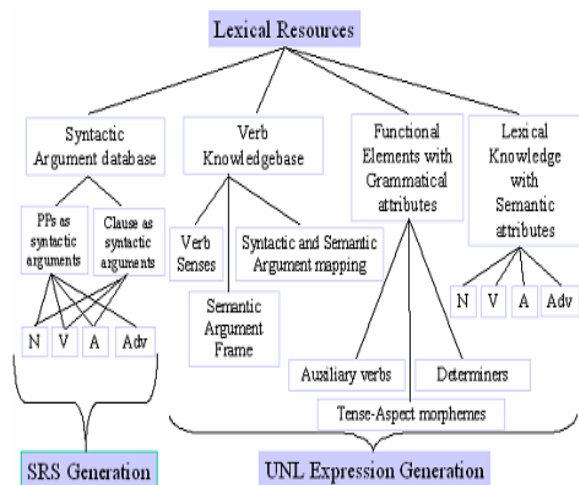 Lexical Resources
Syntactic
Argument database
Verb
Knowledgebase
Functional
Elements with
Grammatical
attributes
Lexical
Knowledge
with
Semantic
attributes
PPs as
syntactic
arguments
Clause as
syntactic
arguments
Verb
Senses
Syntactic and Semantic
Argument mapping
Semantic
Argument
Frame
N
V
A
Adv
N
V
A
Adv
Auxiliary verbs
Determiners
Tense-Aspect morphemes
SRS Generation
UNL Expression Generation